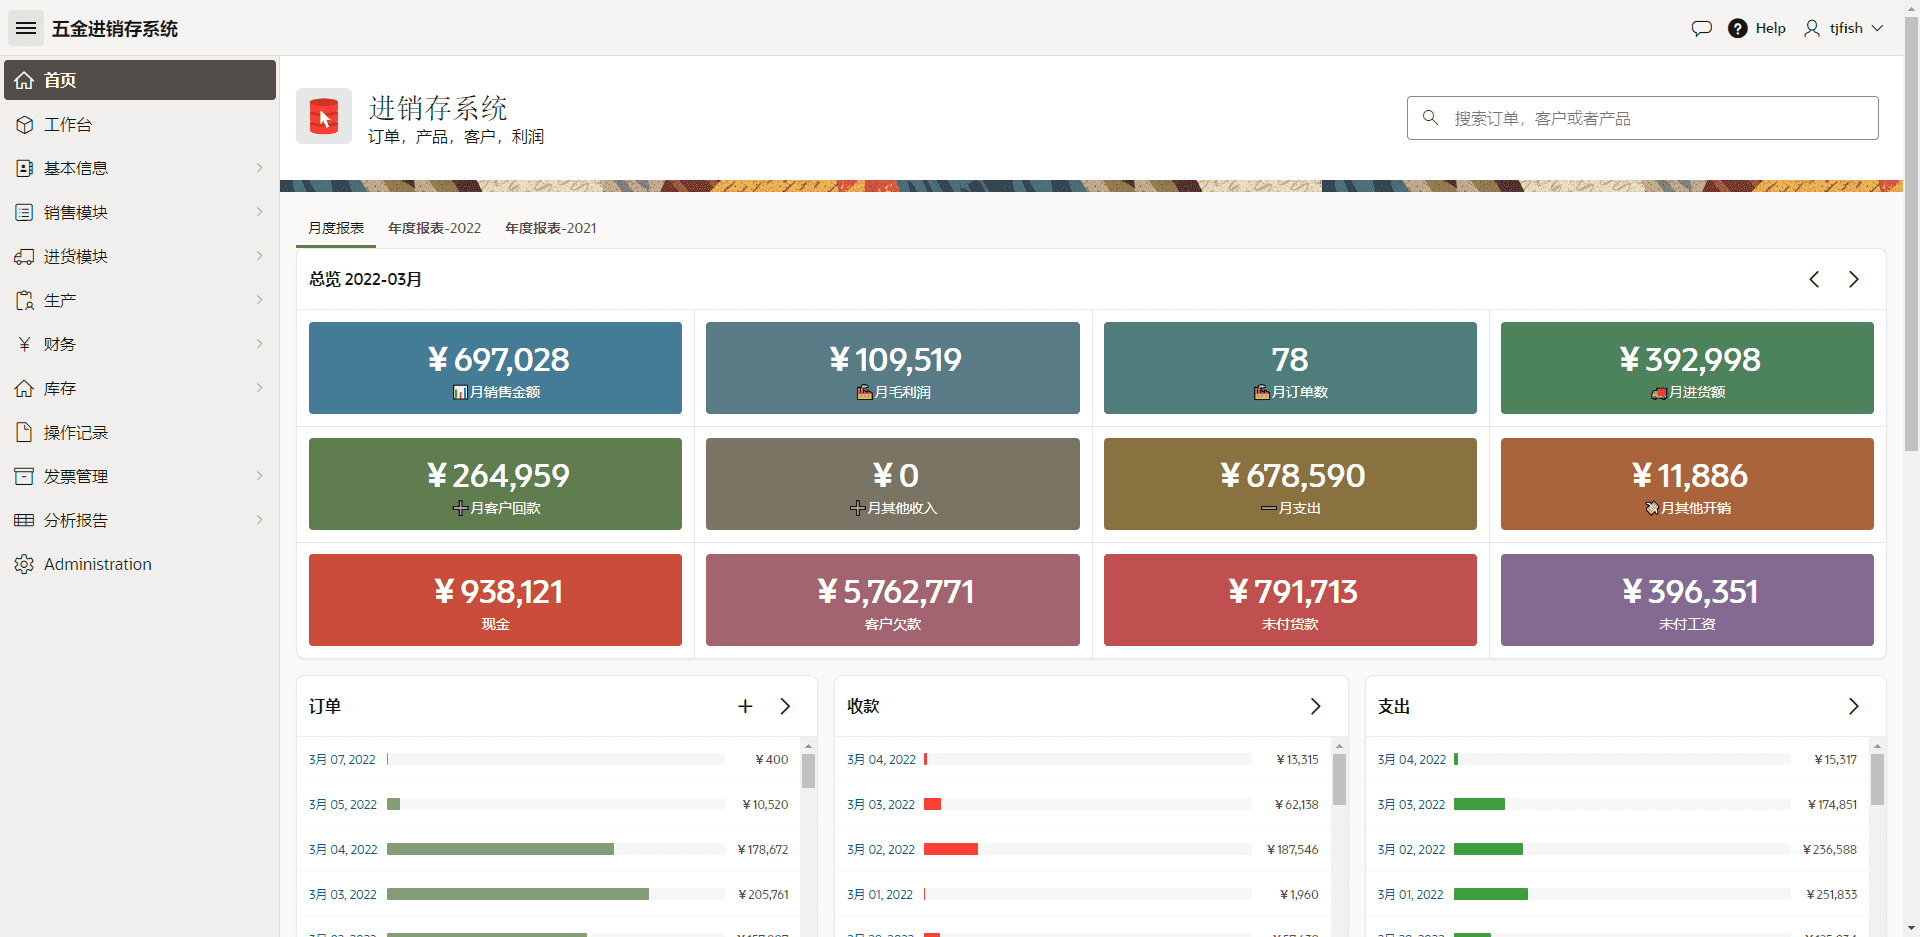 五金进销存系统
Help
tjfish
首页
工作台
基本信息
销售模块
进货模块
生产
财务
库存
操作记录
发票管理
分析报告
Administration
进销存系统
订单，产品，客户，利润
搜索订单，客户或者产品
月度报表 年度报表-2022 年度报表-2021
总览 2022-03月
¥ 697,028
月销售金额
¥ 109,519
月毛利润
78
月订单数
¥ 392,998
月进货额
¥ 264,959
月客户回款
¥ 0
月其他收入
¥ 678,590
月支出
¥ 11,886
月其他开销
¥ 938,121
现金
¥ 5,762,771
客户欠款
¥ 791,713
未付货款
¥ 396,351
未付工资
订单
3月 07, 2022 ¥400
3月 05, 2022 ¥10,520
3月 04, 2022 ¥178,672
3月 03, 2022 ¥205,761
收款
3月 04, 2022 ¥13,315
3月 03, 2022 ¥62,138
3月 02, 2022 ¥187,546
3月 01, 2022 ¥1,960
支出
3月 04, 2022 ¥15,317
3月 03, 2022 ¥174,851
3月 02, 2022 ¥236,588
3月 01, 2022 ¥251,833